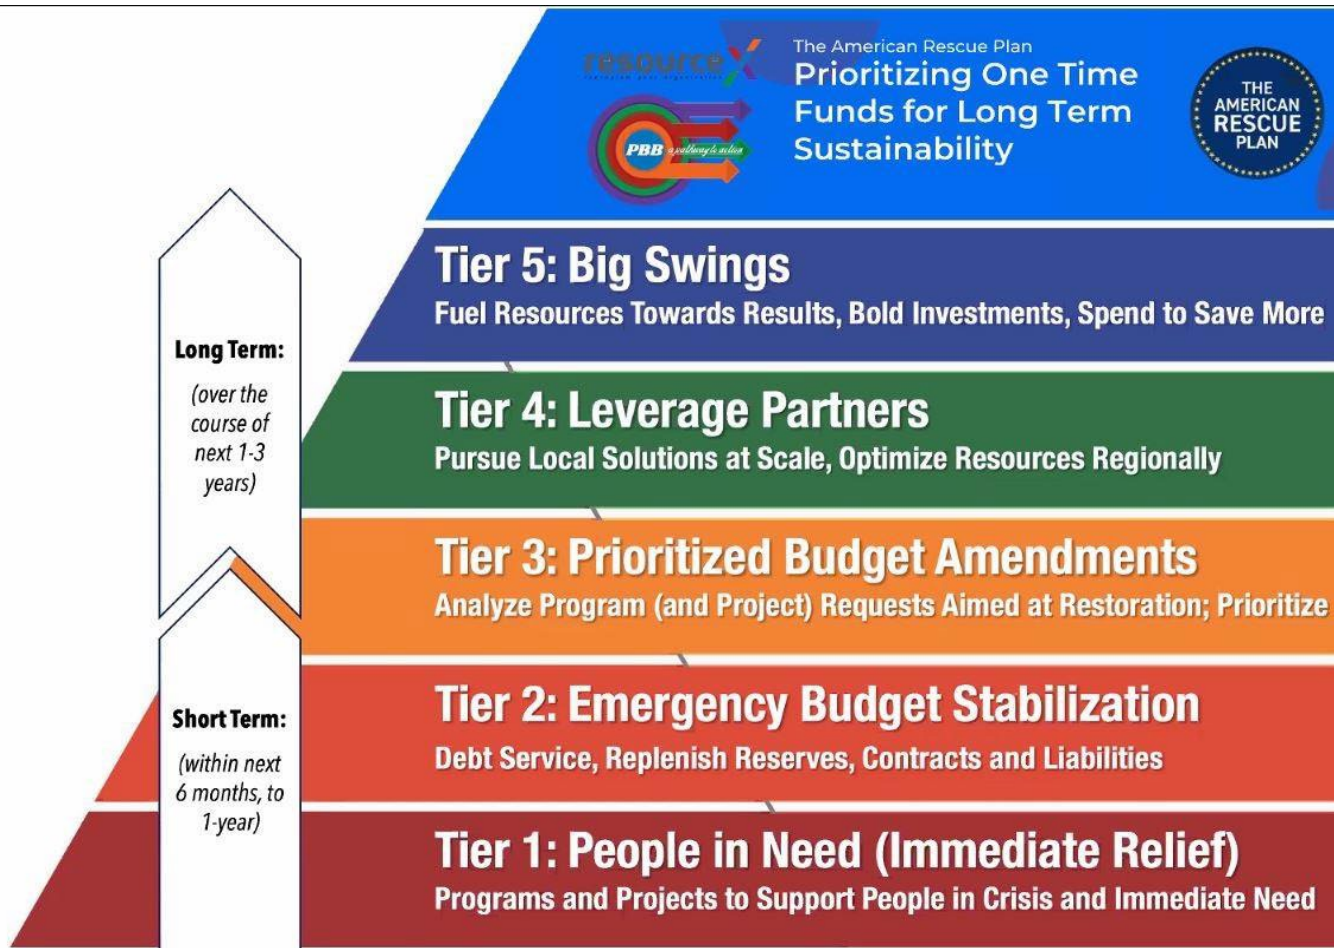 resourceX
The American Rescue Plan
Prioritizing One Time
Funds for Long Term
Sustainability
PBB a pathway to action
THE
AMERICAN
RESCUE
PLAN
Tier 5: Big Swings
Fuel Resources Towards Results, Bold Investments, Spend to Save More
Long Term:
(over the
course of
next 1-3
years)
Tier 4: Leverage Partners
Pursue Local Solutions at Scale, Optimize Resources Regionally
Tier 3: Prioritized Budget Amendments
Analyze Program (and Project) Requests Aimed at Restoration; Prioritize
Short Term:
(within next
6 months, to
1-year)
Tier 2: Emergency Budget Stabilization
Debt Service, Replenish Reserves, Contracts and Liabilities
Tier 1: People in Need (Immediate Relief)
Programs and Projects to Support People in Crisis and Immediate Need